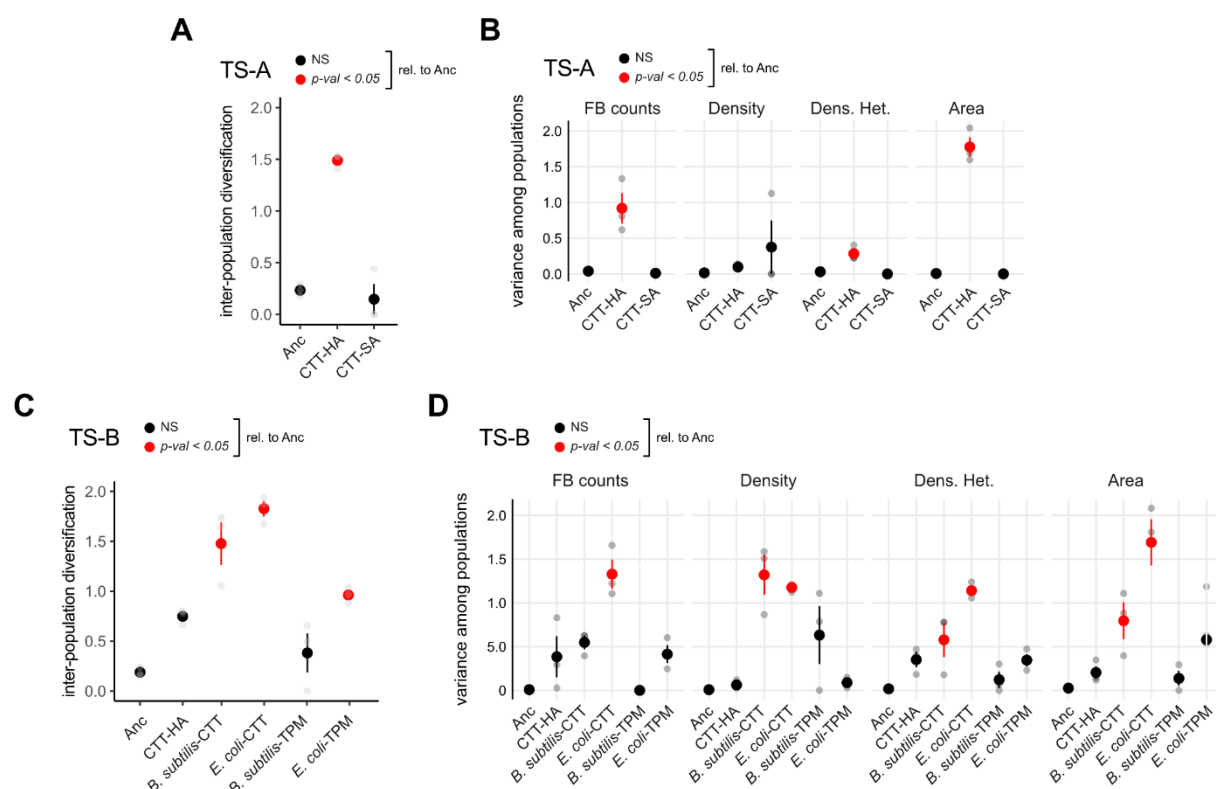 A
TS-A
NS
p-val < 0.05
rel. to Anc
inter-population diversification
2.0
1.5
1.0
0.5
0.0
Anc
CTT-HA
CTT-SA
B
TS-A
NS
p-val < 0.05
rel. to Anc
FB counts
Density
Dens. Het.
Area
variance among populations
2.0
1.5
1.0
0.5
0.0
Anc
CTT-HA
CTT-SA
Anc
CTT-HA
CTT-SA
Anc
CTT-HA
CTT-SA
Anc
CTT-HA
CTT-SA
C
TS-B
NS
p-val < 0.05
rel. to Anc
inter-population diversification
2.0
1.5
1.0
0.5
0.0
Anc
CTT-HA
B. subtilis-CTT
E. coli-CTT
B. subtilis-TPM
E. coli-TPM
D
TS-B
NS
p-val < 0.05
rel. to Anc
FB counts
Density
Dens. Het.
Area
variance among populations
2.0
1.5
1.0
5.0
0
Anc
CTT-HA
B. subtilis-CTT
E. coli-CTT
B. subtilis-TPM
E. coli-TPM
Anc
CTT-HA
B. subtilis-CTT
E. coli-CTT
B. subtilis-TPM
E. coli-TPM
Anc
CTT-HA
B. subtilis-CTT
E. coli-CTT
B. subtilis-TPM
E. coli-TPM
Anc
CTT-HA
B. subtilis-CTT
E. coli-CTT
B. subtilis-TPM
E. coli-TPM